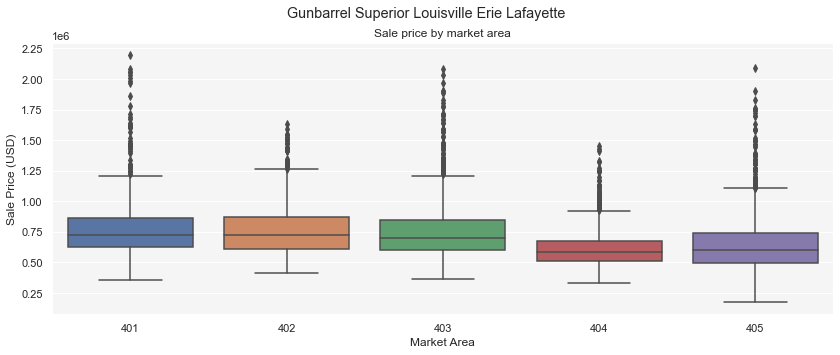 Gunbarrel Superior Louisville Erie Lafayette
Sale price by market area
1e6
2.25
2.00
1.75
1.50
1.25
1.00
0.75
0.50
0.25
Sale Price (USD)
401 402 403 404 405
Market Area